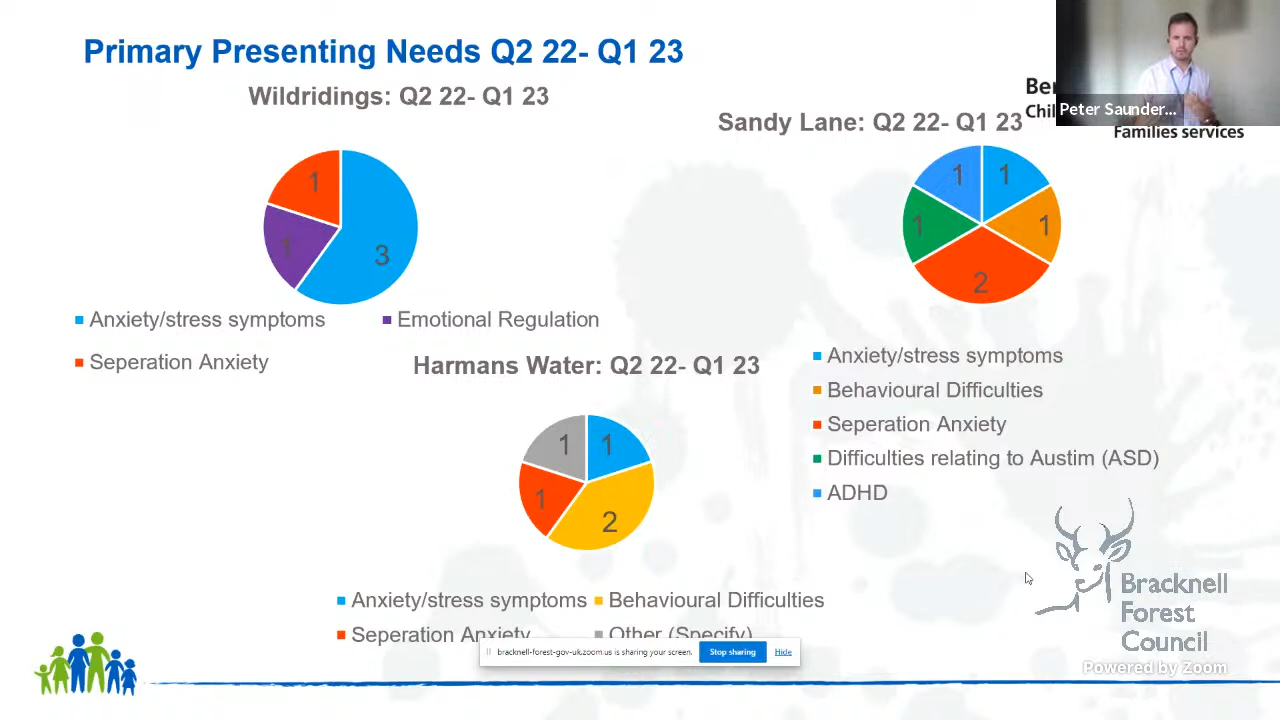 Primary Presenting Needs Q2 22- Q1 23
Wildridings: Q2 22- Q1 23
1
1
3
Anxiety/stress symptoms
Emotional Regulation
Seperation Anxiety
Sandy Lane: Q2 22- Q1 23
1
1
1
1
2
Anxiety/stress symptoms
Behavioural Difficulties
Seperation Anxiety
Difficulties relating to Austim (ASD)
ADHD
Harmans Water: Q2 22- Q1 23
1
1
1
2
Anxiety/stress symptoms
Behavioural Difficulties
Seperation Anxiety
Other (Specify)
Peter Saunder...
Families services
bracknell-forest-gov-uk.zoom.us is sharing your screen.
Stop sharing
Hide
Bracknell
Forest
Council
Powered by Zoom